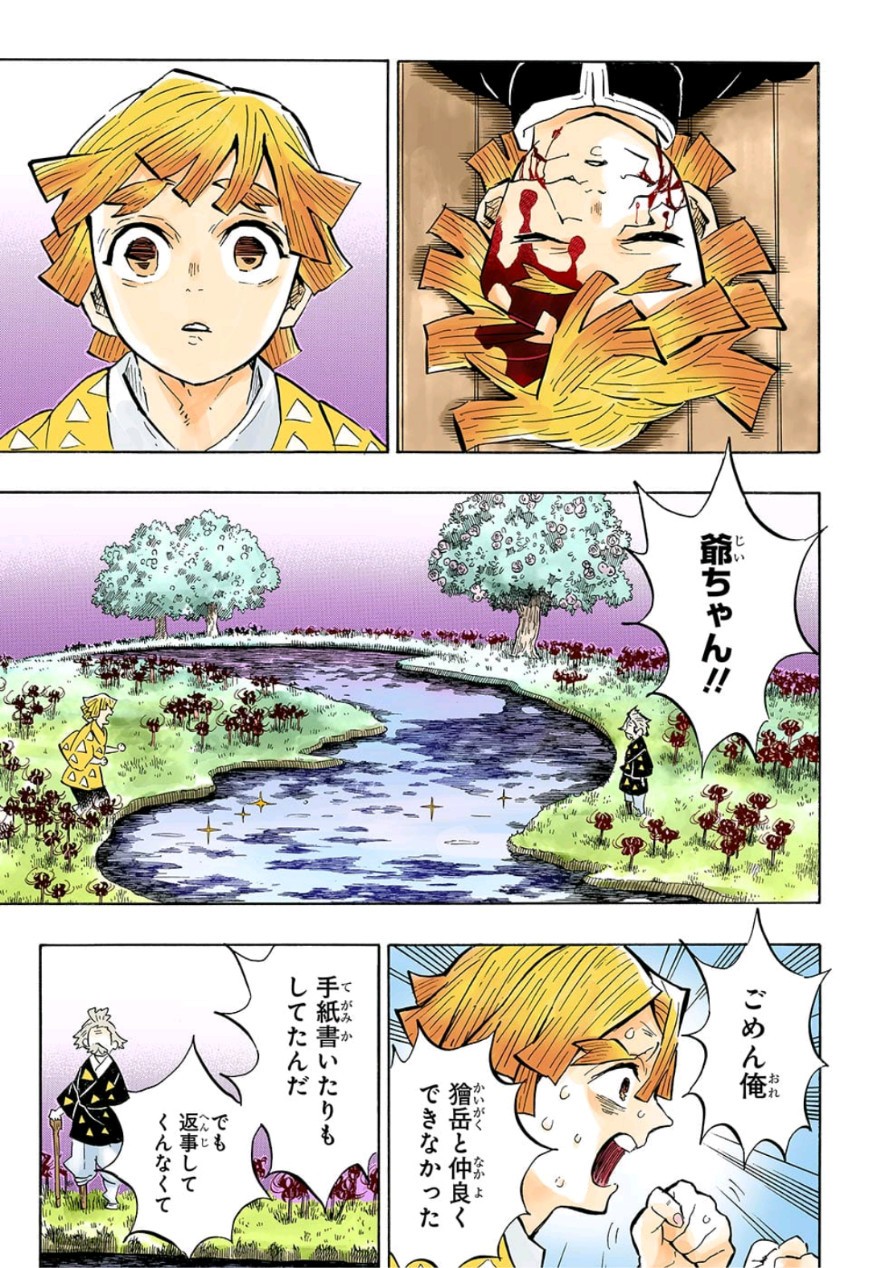 爺ちゃん!!
ごめん俺
獪岳と仲良く
できなかった
手紙書いたりも
してたんだ
でも
返事して
くんなくて